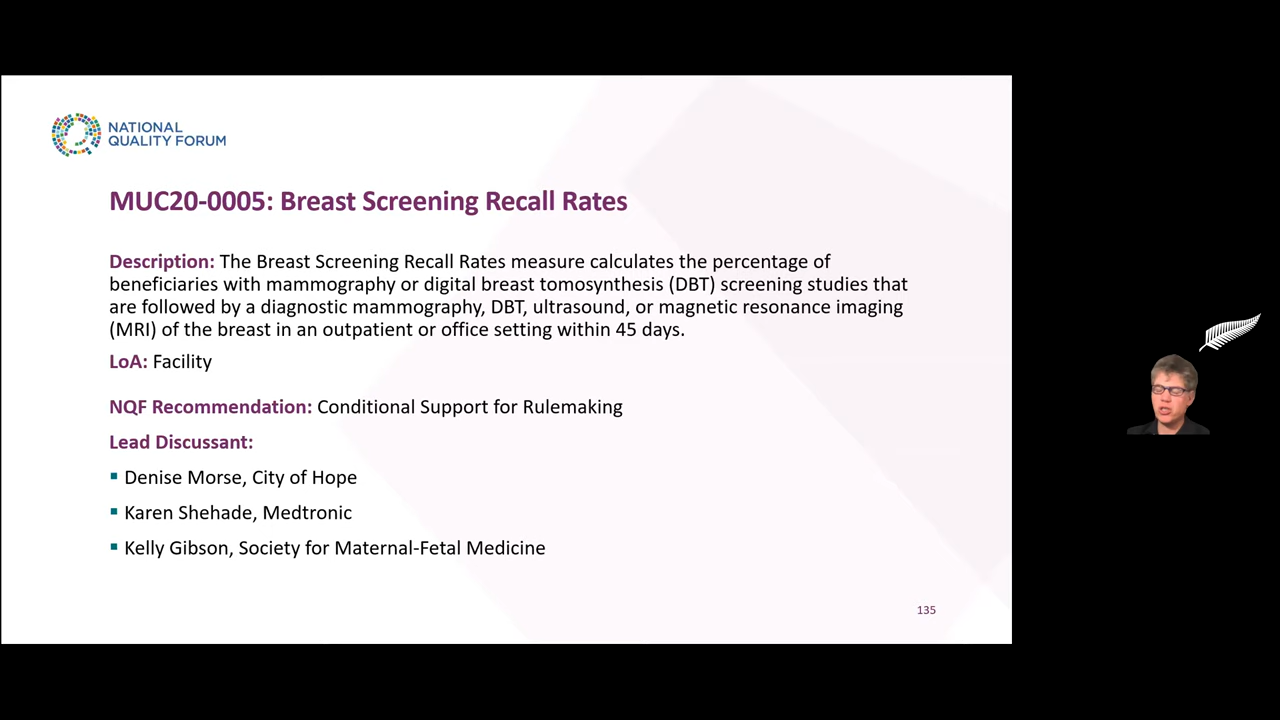 NATIONAL
QUALITY FORUM
MUC20-0005: Breast Screening Recall Rates
Description: The Breast Screening Recall Rates measure calculates the percentage of
beneficiaries with mammography or digital breast tomosynthesis (DBT) screening studies that
are followed by a diagnostic mammography, DBT, ultrasound, or magnetic resonance imaging
(MRI) of the breast in an outpatient or office setting within 45 days.
LoA: Facility
NQF Recommendation: Conditional Support for Rulemaking
Lead Discussant:
▪ Denise Morse, City of Hope
▪ Karen Shehade, Medtronic
▪ Kelly Gibson, Society for Maternal-Fetal Medicine
135